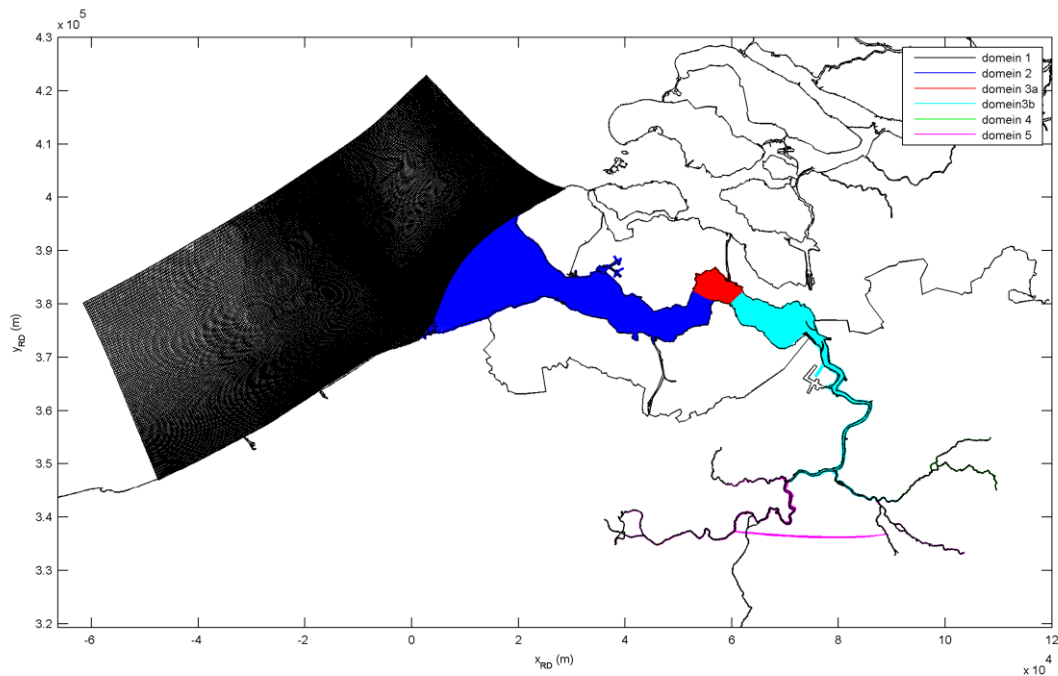 x 10^5
4.3
4.2
4.1
4
3.9
3.8
3.7
3.6
3.5
3.4
3.3
3.2
y_RD (m)
domein 1
domein 2
domein 3a
domein3b
domein 4
domein 5
-6 -4 -2 0 2 4 6 8 10 12
x_RD (m)
x 10^4